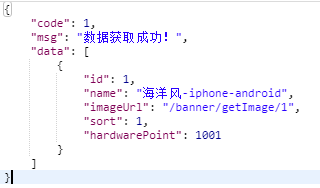 {
    "code": 1,
    "msg": "数据获取成功！",
    "data": [
        {
            "id": 1,
            "name": "海洋风-iphone-android",
            "imageUrl": "/banner/getImage/1",
            "sort": 1,
            "hardwarePoint": 1001
        }
    ]
}